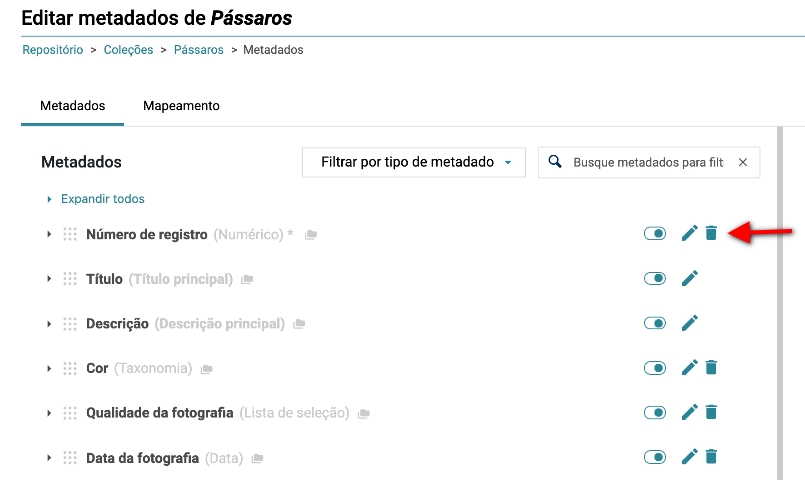 Editar metadados de Pássaros
Repositório > Coleções > Pássaros > Metadados
Metadados Mapeamento
Metadados Filtrar por tipo de metadado Busque metadados para filt
Expandir todos
Número de registro (Numérico) *
Título (Título principal)
Descrição (Descrição principal)
Cor (Taxonomia)
Qualidade da fotografia (Lista de seleção)
Data da fotografia (Data)